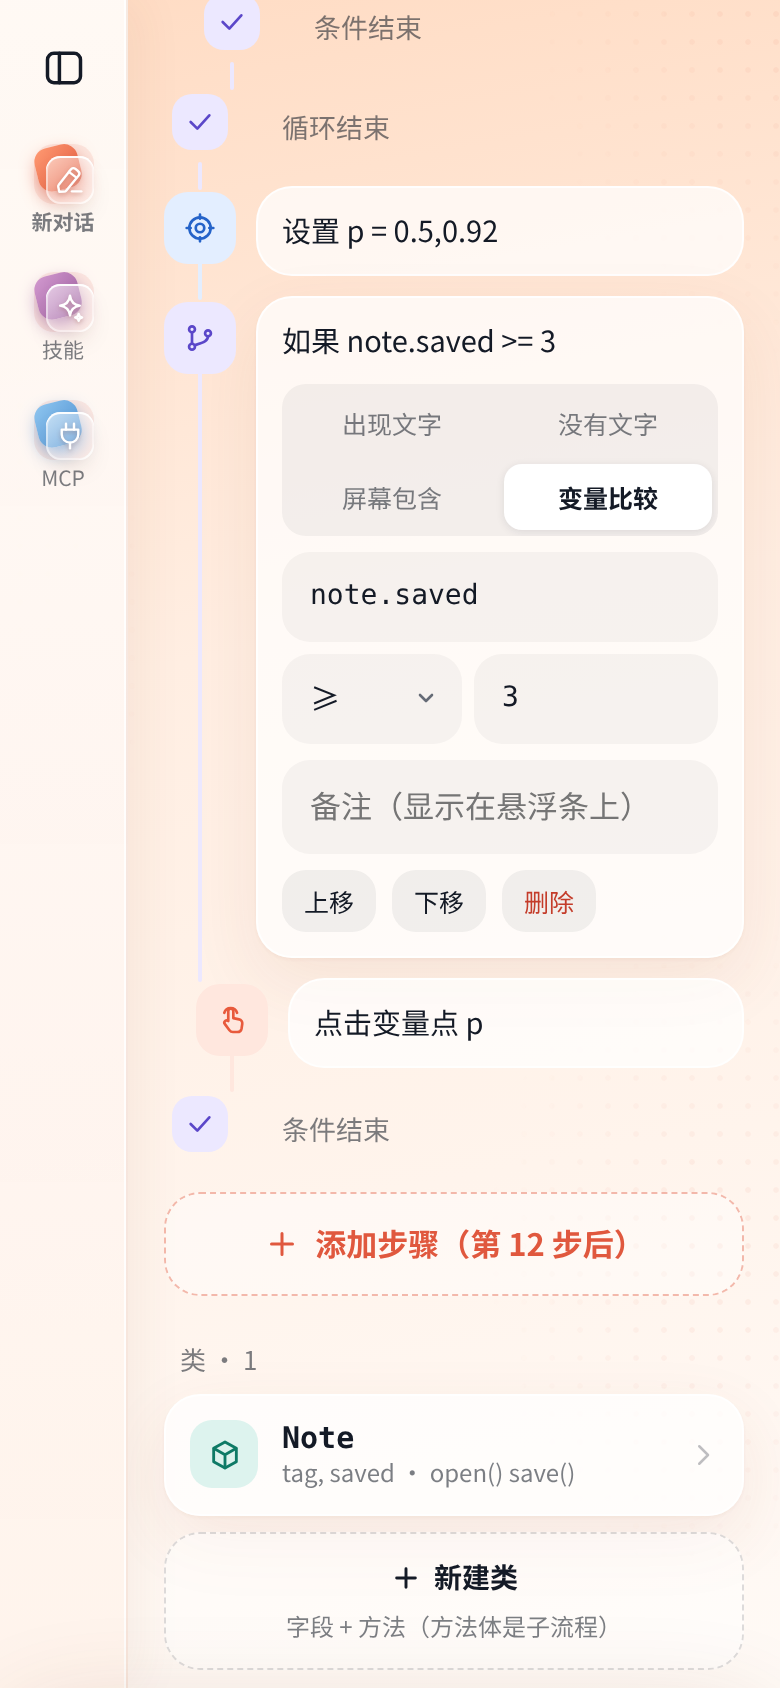 条件结束
循环结束
新对话
设置 p = 0.5,0.92
技能
如果 note.saved >= 3
出现文字
没有文字
MCP
屏幕包含
变量比较
note.saved
⩾
3
备注（显示在悬浮条上）
上移
下移
删除
点击变量点 p
条件结束
＋ 添加步骤（第 12 步后）
类 · 1
Note
tag, saved · open() save()
＋ 新建类
字段 + 方法（方法体是子流程）